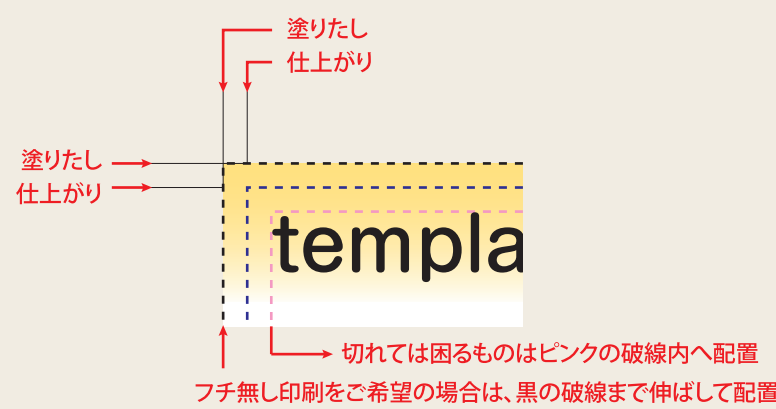 塗りたし
仕上がり
塗りたし
仕上がり
templa
切れては困るものはピンクの破線内へ配置
フチ無し印刷をご希望の場合は、黒の破線まで伸ばして配置